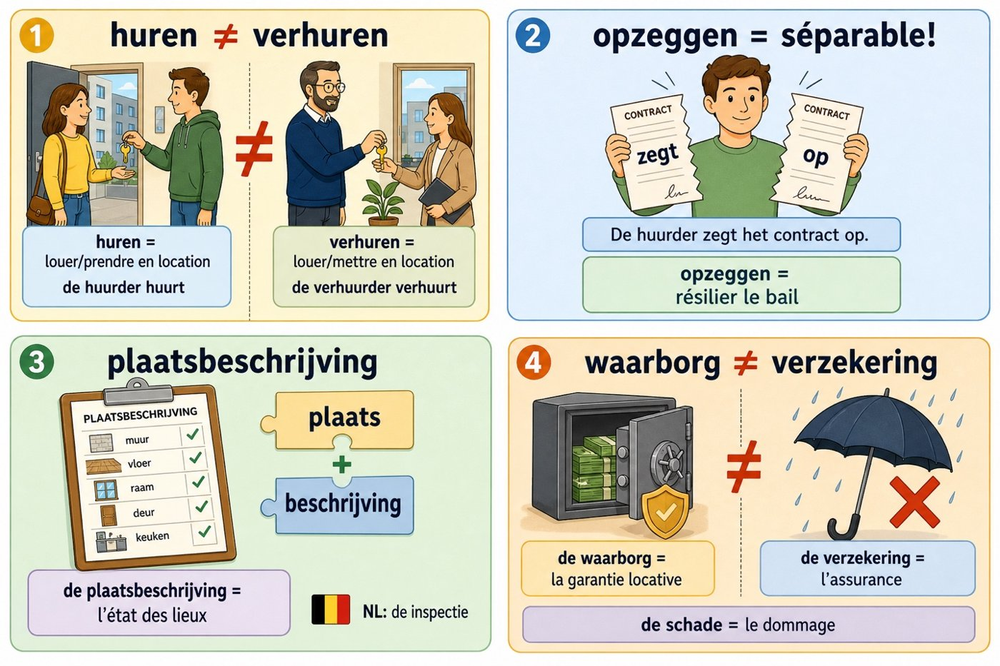 1
huren ≠ verhuren
≠
huren =
louer/prendre en location
de huurder huurt
verhuren =
louer/mettre en location
de verhuurder verhuurt
2
opzeggen = séparable!
CONTRACT
zegt
CONTRACT
op
De huurder zegt het contract op.
opzeggen =
résilier le bail
3
plaatsbeschrijving
PLAATSBESCHRIJVING
muur
vloer
raam
deur
keuken
plaats
+
beschrijving
de plaatsbeschrijving =
l'état des lieux
NL: de inspectie
4
waarborg ≠ verzekering
≠
de waarborg =
la garantie locative
de verzekering =
l'assurance
de schade = le dommage